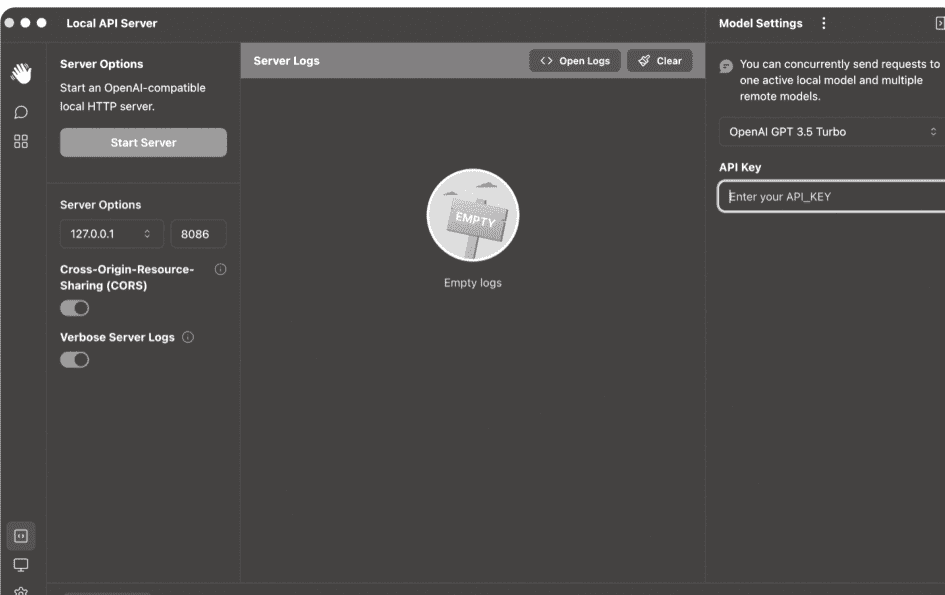 Local API Server
Model Settings
Server Options
Start an OpenAI-compatible
local HTTP server.
Start Server
Server Options
127.0.0.1
8086
Cross-Origin-Resource-
Sharing (CORS)
Verbose Server Logs
Server Logs
Open Logs
Clear
EMPTY
Empty logs
You can concurrently send requests to
one active local model and multiple
remote models.
OpenAI GPT 3.5 Turbo
API Key
Enter your API_KEY